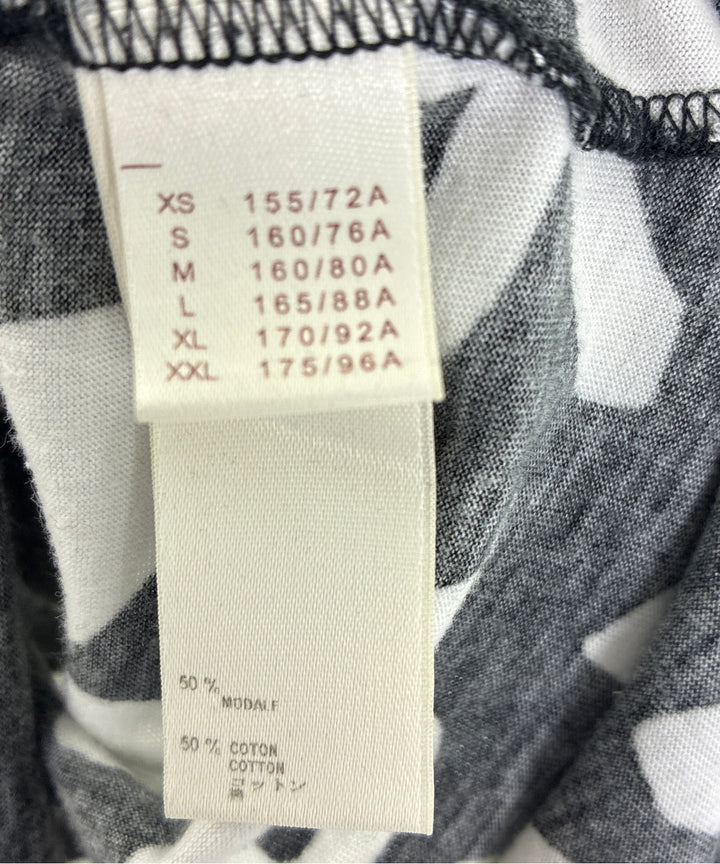 XS 155/72A
S 160/76A
M 160/80A
L 165/88A
XL 170/92A
XXL 175/96A
50 %
MODALE
50 % COTON
COTTON
コットン
綿